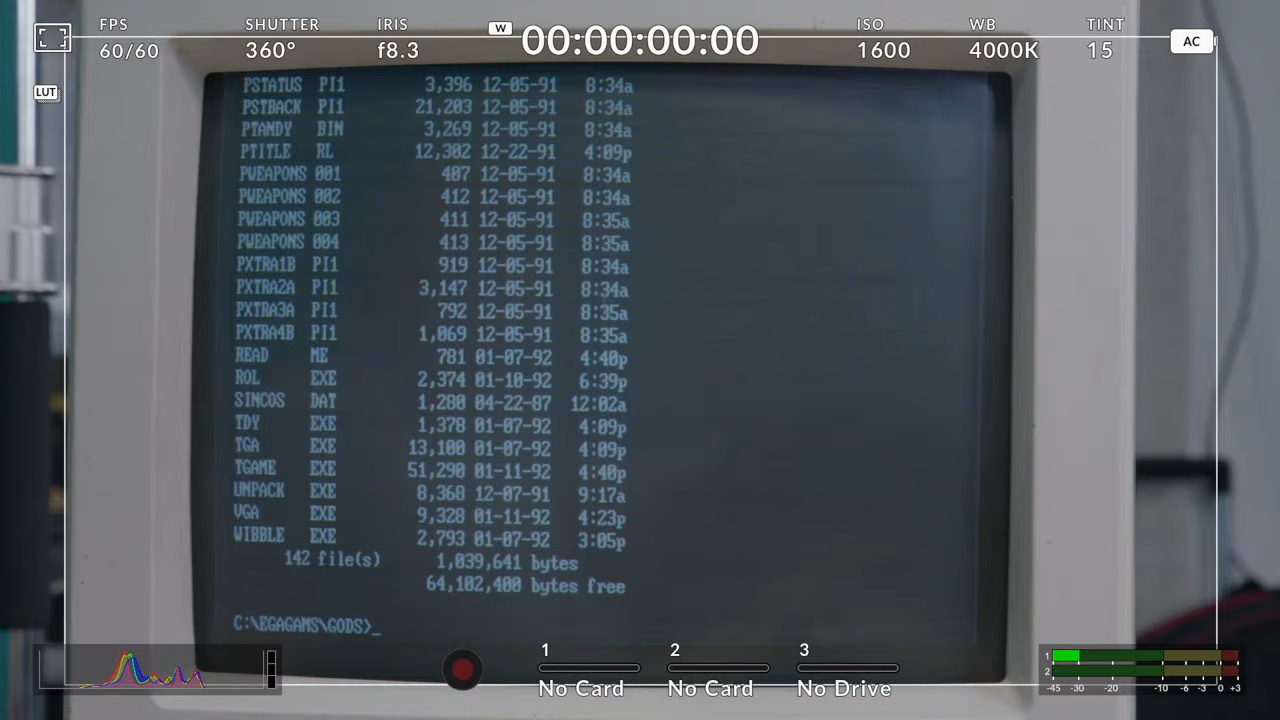 FPS SHUTTER IRIS W 00:00:00:00 ISO WB TINT AC
60/60 360° f8.3 1600 4000K 15
LUT
PSTATUS PI1 3,396 12-05-91 8:34a
PSTBACK PI1 21,203 12-05-91 8:34a
PTANDY BIN 3,269 12-05-91 8:34a
PTITLE RL 12,302 12-22-91 4:09p
PWEAPONS 001 407 12-05-91 8:34a
PWEAPONS 002 412 12-05-91 8:34a
PWEAPONS 003 411 12-05-91 8:35a
PWEAPONS 004 413 12-05-91 8:35a
PXTRA1B PI1 919 12-05-91 8:34a
PXTRA2A PI1 3,147 12-05-91 8:34a
PXTRA3A PI1 792 12-05-91 8:35a
PXTRA4B PI1 1,069 12-05-91 8:35a
READ ME 781 01-07-92 4:40p
ROL EXE 2,374 01-10-92 6:39p
SINCOS DAT 1,280 04-22-87 12:02a
TDY EXE 1,378 01-07-92 4:09p
TGA EXE 13,100 01-07-92 4:09p
TGAME EXE 51,290 01-11-92 4:40p
UNPACK EXE 8,368 12-07-91 9:17a
VGA EXE 9,328 01-11-92 4:23p
WIBBLE EXE 2,793 01-07-92 3:05p
142 file(s) 1,039,641 bytes
64,102,400 bytes free
C:\EGAGAMS\GODS>_
1 2 3
No Card No Card No Drive
1
2
-45 -30 -20 -10 -6 -3 0 +3